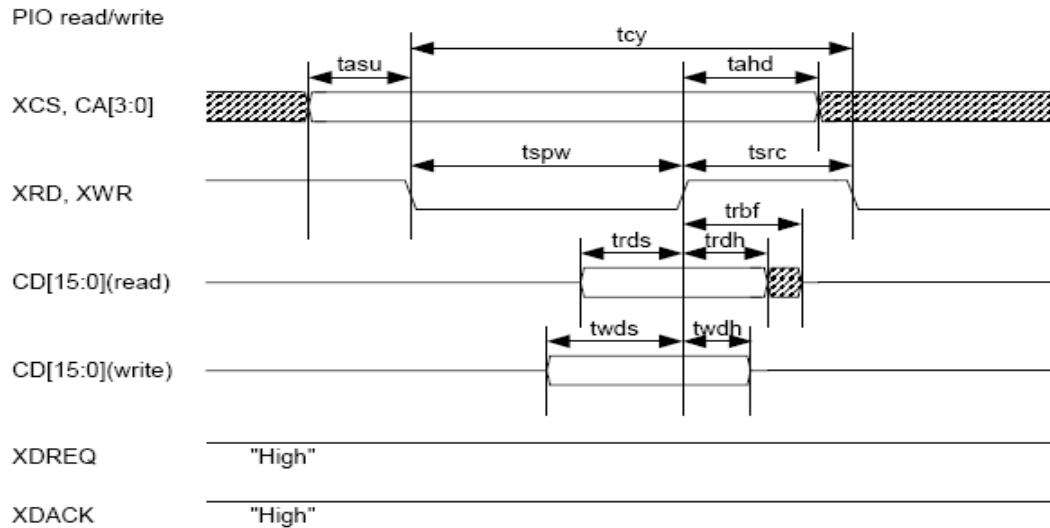 PIO read/write
tcy
tasu
tahd
XCS, CA[3:0]
tspw
tsrc
XRD, XWR
trbf
trds
trdh
CD[15:0](read)
twds
twdh
CD[15:0](write)
XDREQ "High"
XDACK "High"